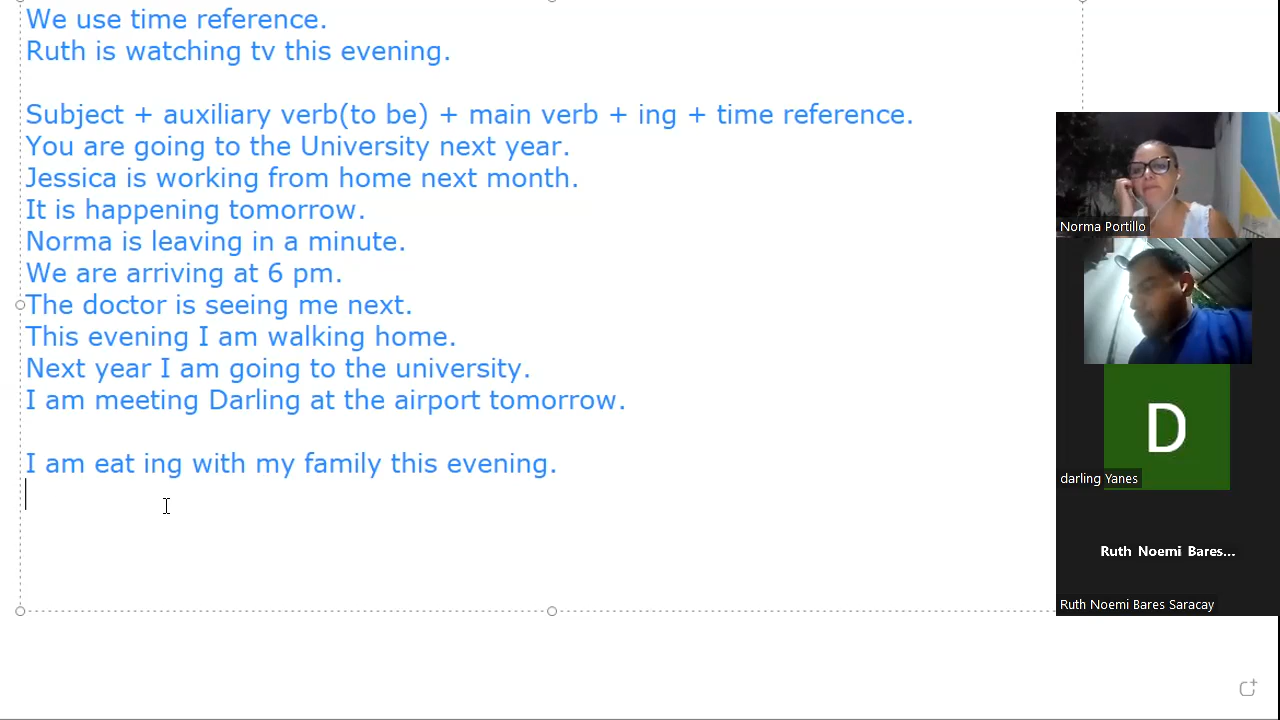 We use time reference.
Ruth is watching tv this evening.
Subject + auxiliary verb(to be) + main verb + ing + time reference.
You are going to the University next year.
Jessica is working from home next month.
It is happening tomorrow.
Norma is leaving in a minute.
We are arriving at 6 pm.
The doctor is seeing me next.
This evening I am walking home.
Next year I am going to the university.
I am meeting Darling at the airport tomorrow.
I am eat ing with my family this evening.
Norma Portillo
D
darling Yanes
Ruth Noemi Bares...
Ruth Noemi Bares Saracay